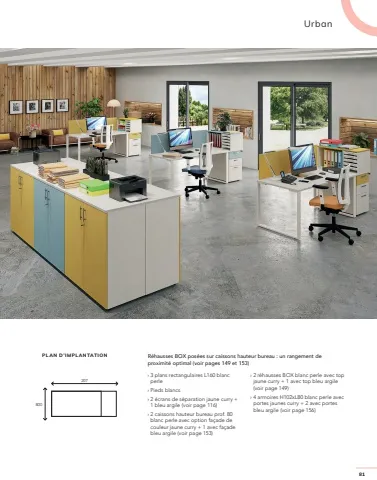 Urban
PLAN D'IMPLANTATION
Réhausses BOX posées sur caissons hauteur bureau : un rangement de
proximité optimal (voir pages 149 et 153)
› 3 plans rectangulaires L160 blanc
perle
› Pieds blancs
› 2 écrans de séparation jaune curry +
1 bleu argile (voir page 116)
› 2 caissons hauteur bureau prof. 80
blanc perle avec option façade de
couleur jaune curry + 1 avec façade
bleu argile (voir page 153)
› 2 réhausses BOX blanc perle avec top
jaune curry + 1 avec top bleu argile
(voir page 149)
› 4 armoires H102xL80 blanc perle avec
portes jaunes curry + 2 avec portes
bleu argile (voir page 156)
81